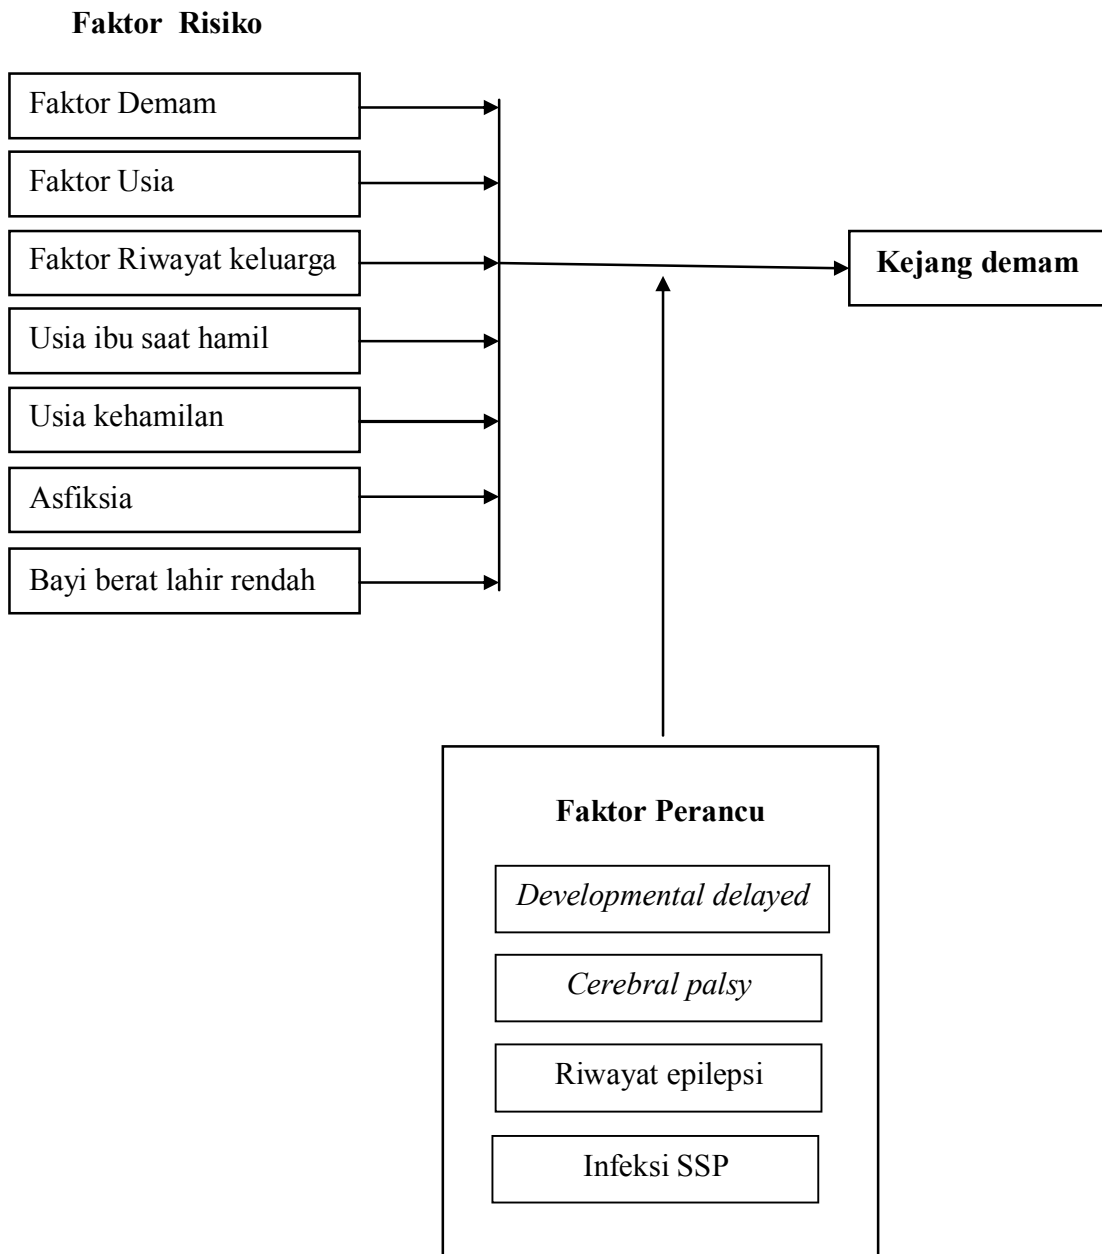 Faktor Risiko
Faktor Demam
Faktor Usia
Faktor Riwayat keluarga
Usia ibu saat hamil
Usia kehamilan
Asfiksia
Bayi berat lahir rendah
Kejang demam
Faktor Perancu
Developmental delayed
Cerebral palsy
Riwayat epilepsi
Infeksi SSP